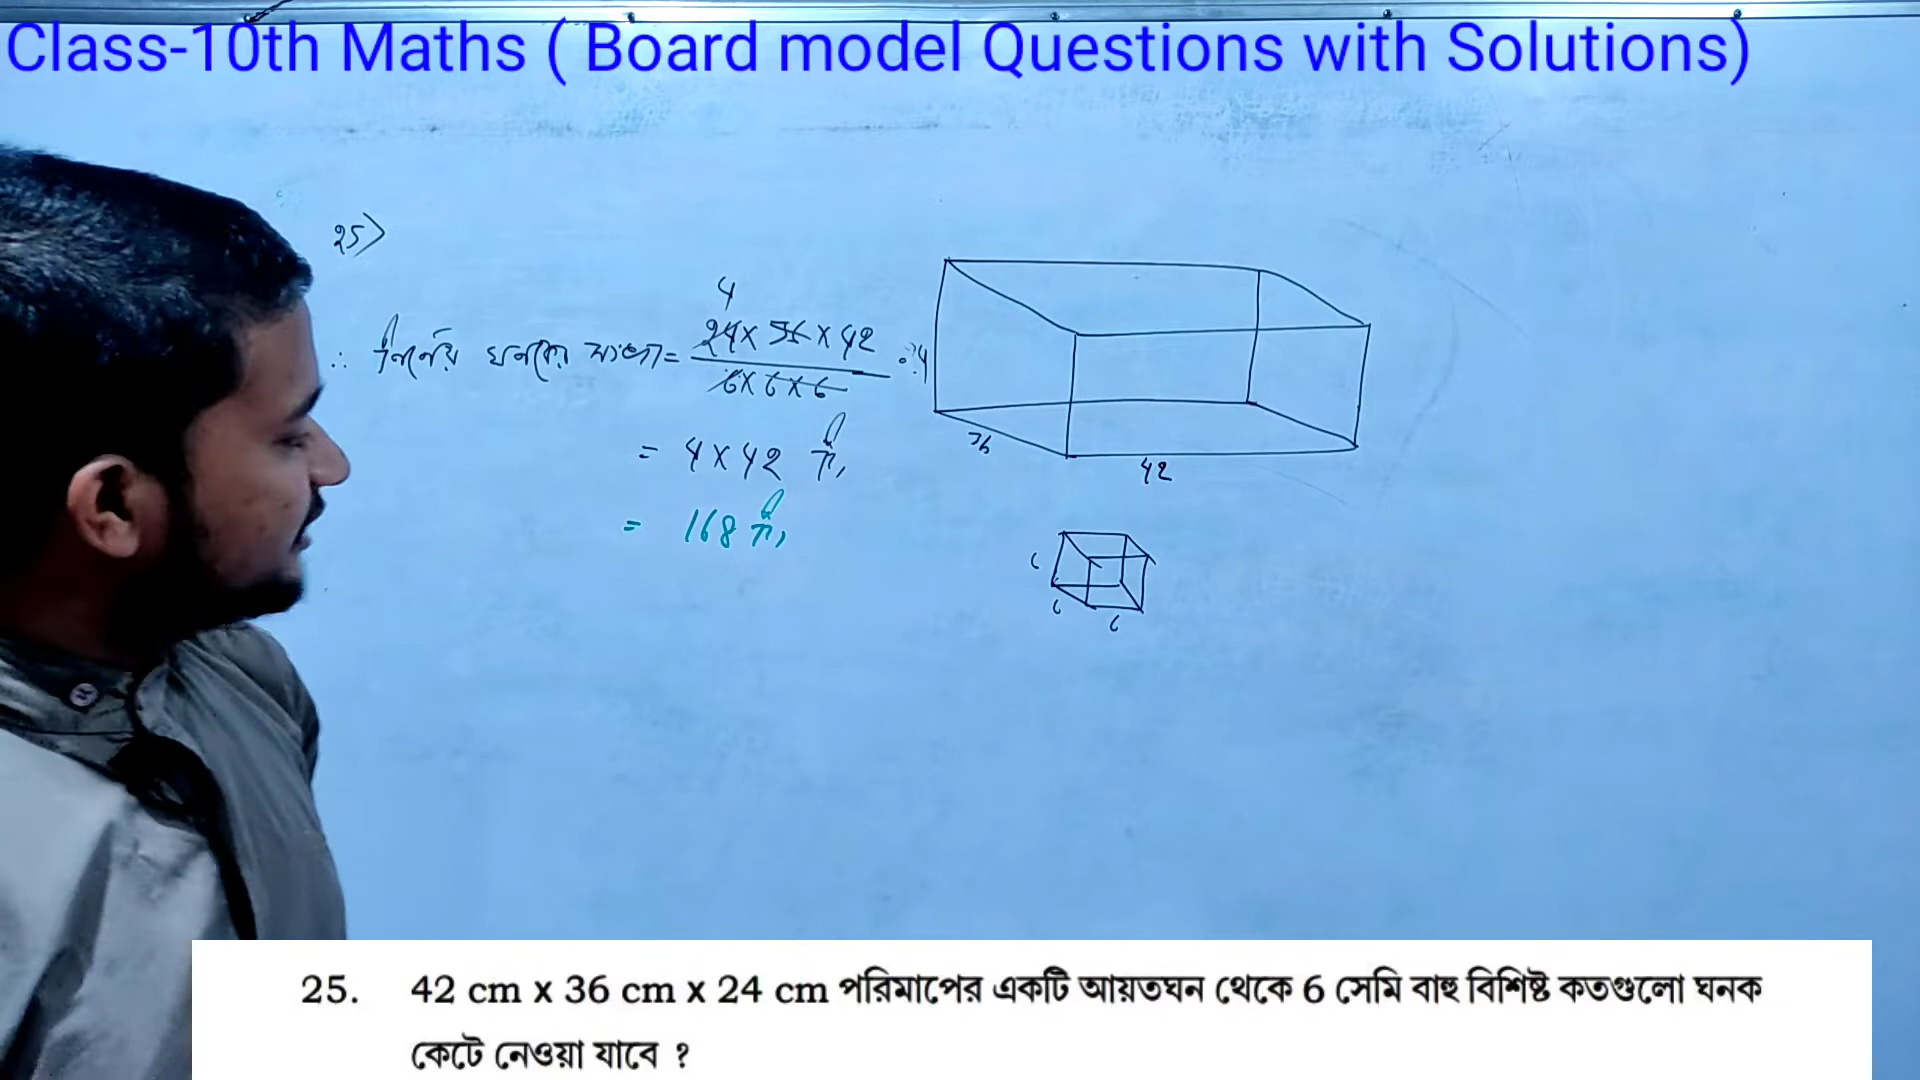 Class-10th Maths ( Board model Questions with Solutions)
25>
4
∴ নির্ণেয় ঘনকের সংখ্যা = 24 x 36 x 42
6 x 6 x 6
24
= 4 x 42 টি,
= 168 টি,
36
42
6
6
6
25. 42 cm x 36 cm x 24 cm পরিমাপের একটি আয়তঘন থেকে 6 সেমি বাহু বিশিষ্ট কতগুলো ঘনক
কেটে নেওয়া যাবে ?